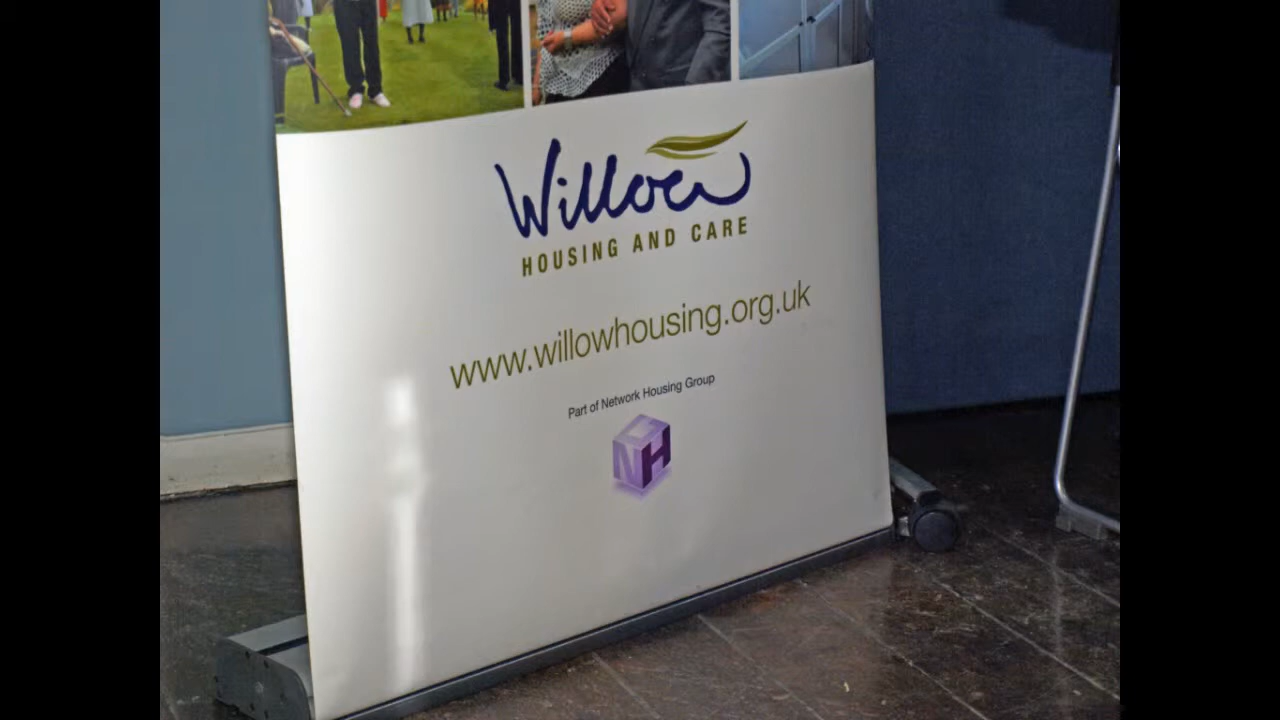 Willow
HOUSING AND CARE
www.willowhousing.org.uk
Part of Network Housing Group
NH